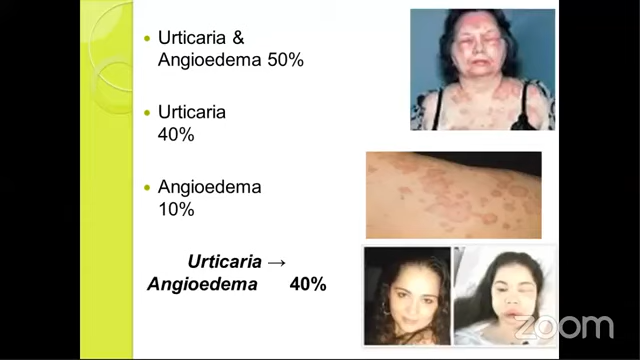 Urticaria &
Angioedema 50%
Urticaria
40%
Angioedema
10%
Urticaria →
Angioedema 40%
zoom